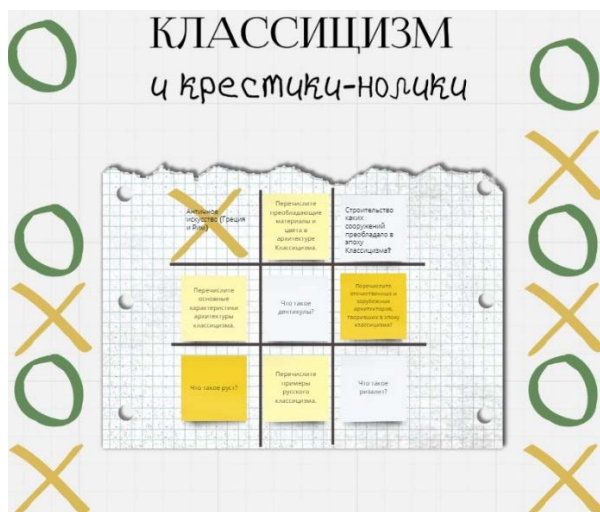 КЛАССИЦИЗМ
и крестики-нолики
Античное
искусство (Греция
и Рим)
Перечислите
преобладающие
материалы и
цвета в
архитектуре
Классицизма.
Строительство
каких
сооружений
преобладало в
эпоху
Классицизма?
Перечислите
основные
характеристики
архитектуры
классицизма.
Что такое
дентикулы?
Перечислите
отечественных и
зарубежных
архитекторов,
творивших в эпоху
классицизма?
Что такое руст?
Перечислите
примеры
русского
классицизма.
Что такое
ризалит?